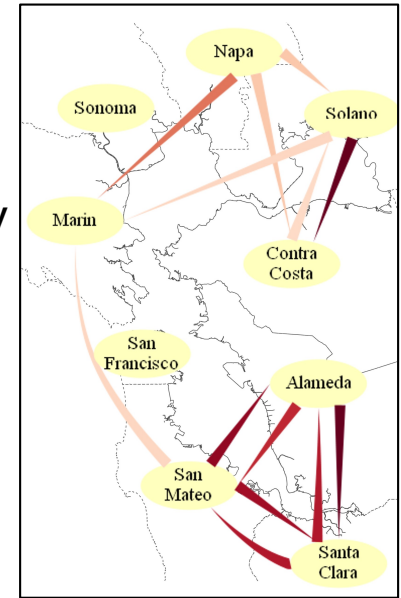 Napa
Sonoma
Solano
y
Marin
Contra
Costa
San
Francisco
Alameda
San
Mateo
Santa
Clara